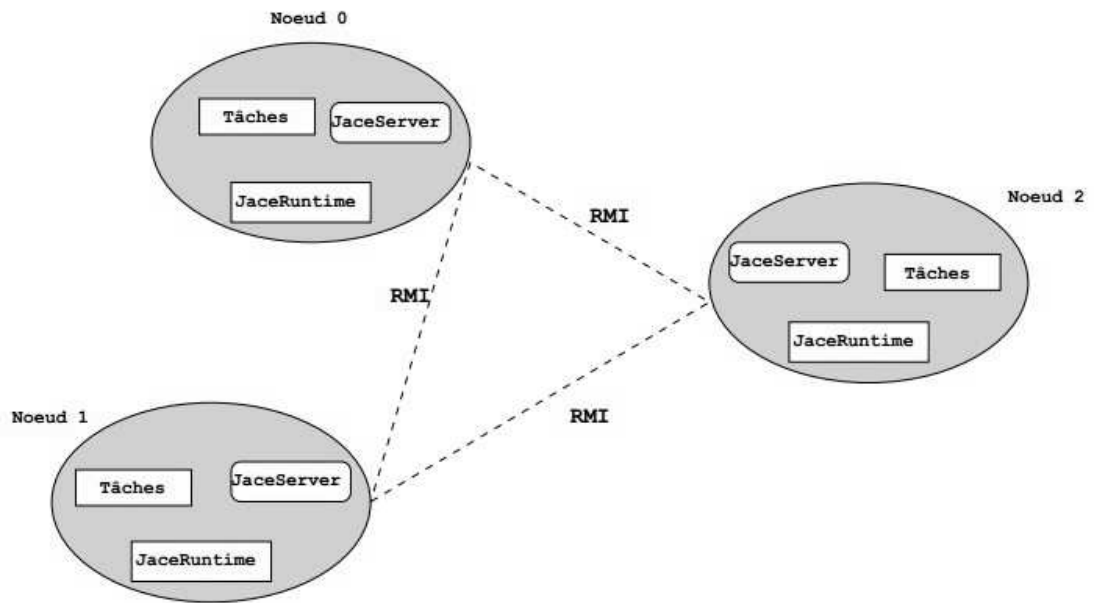 Noeud 0
Tâches
JaceServer
JaceRuntime
RMI
Noeud 2
JaceServer
Tâches
JaceRuntime
RMI
RMI
Noeud 1
Tâches
JaceServer
JaceRuntime